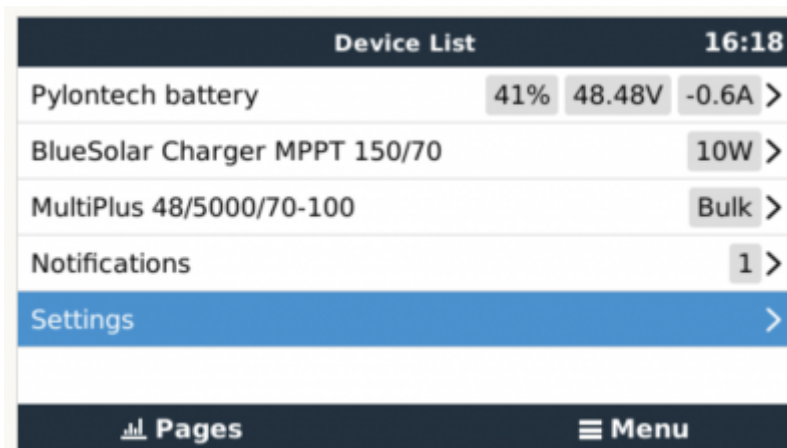 Device List 16:18
Pylontech battery 41% 48.48V -0.6A
BlueSolar Charger MPPT 150/70 10W
MultiPlus 48/5000/70-100 Bulk
Notifications 1
Settings
Pages Menu